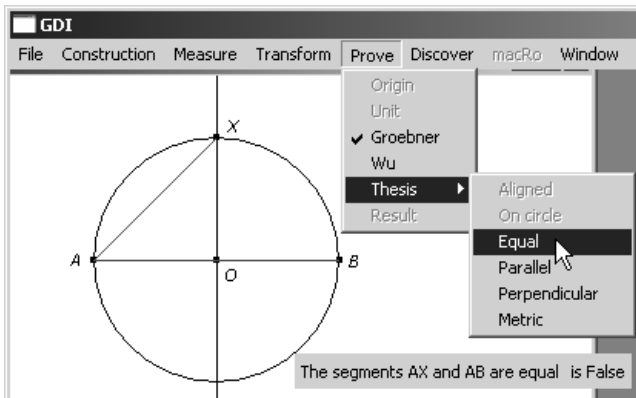 GDI
File Construction Measure Transform Prove Discover macRo Window
Origin
Unit
Groebner
Wu
Thesis
Result
Aligned
On circle
Equal
Parallel
Perpendicular
Metric
X
A
O
B
The segments AX and AB are equal is False